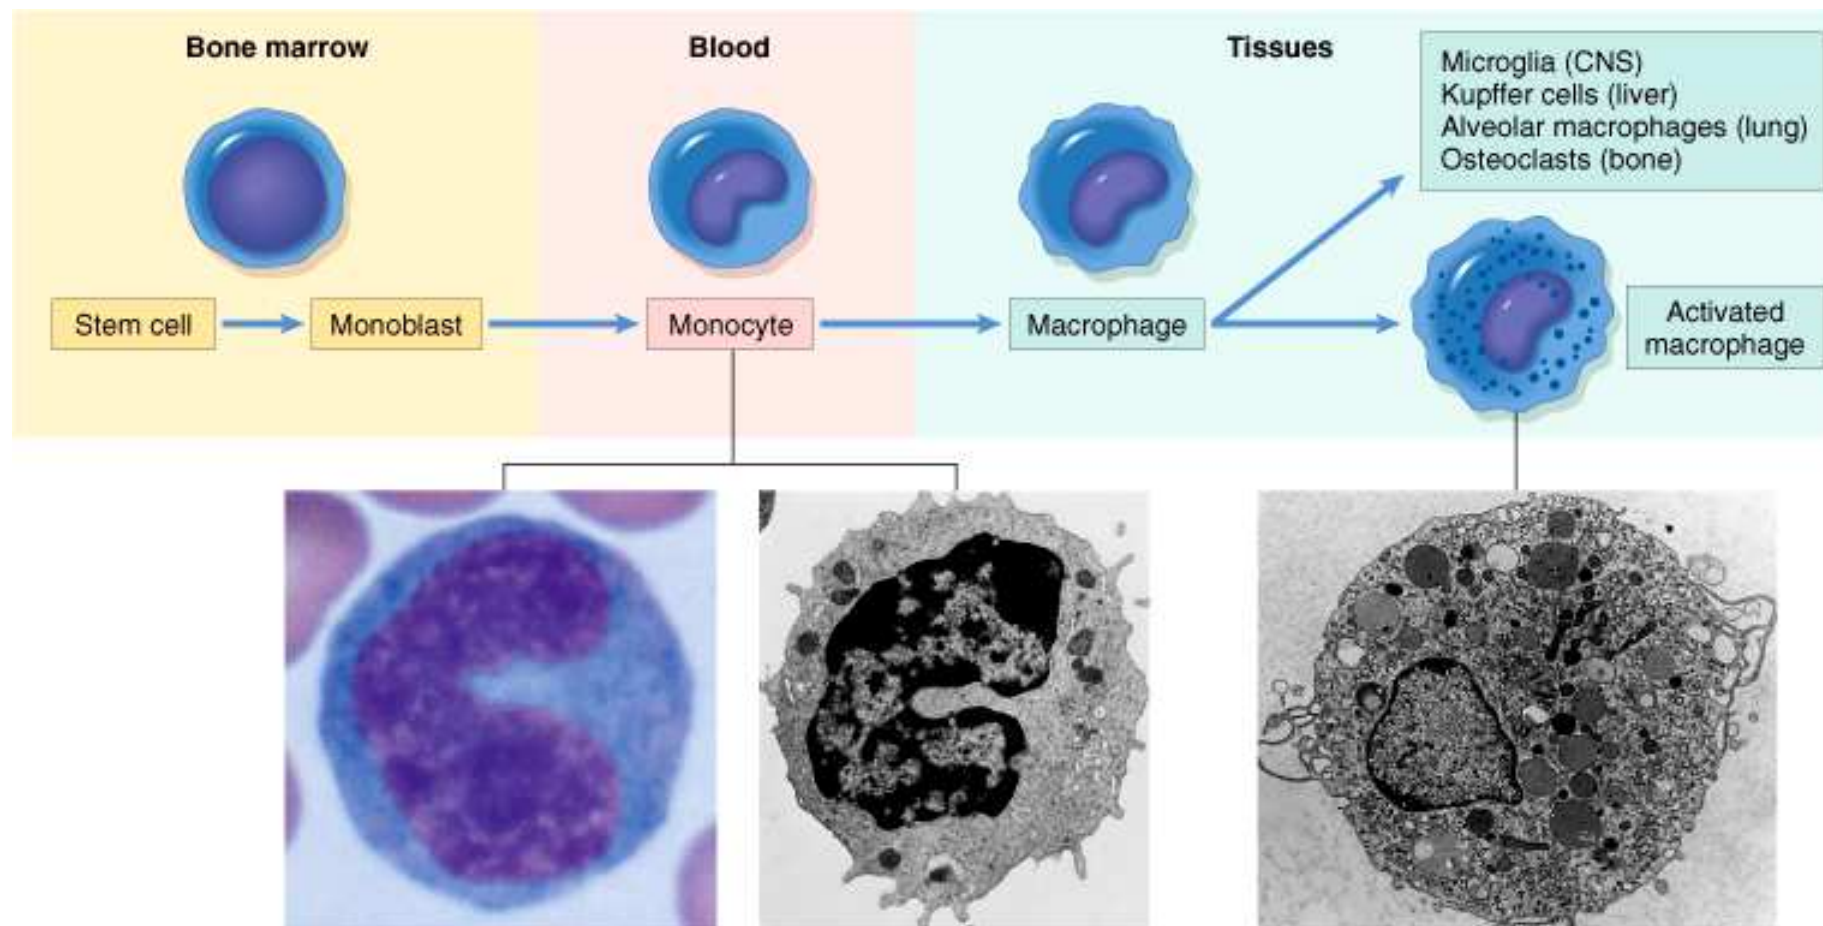 Bone marrow
Blood
Tissues
Microglia (CNS)
Kupffer cells (liver)
Alveolar macrophages (lung)
Osteoclasts (bone)
Stem cell
Monoblast
Monocyte
Macrophage
Activated
macrophage